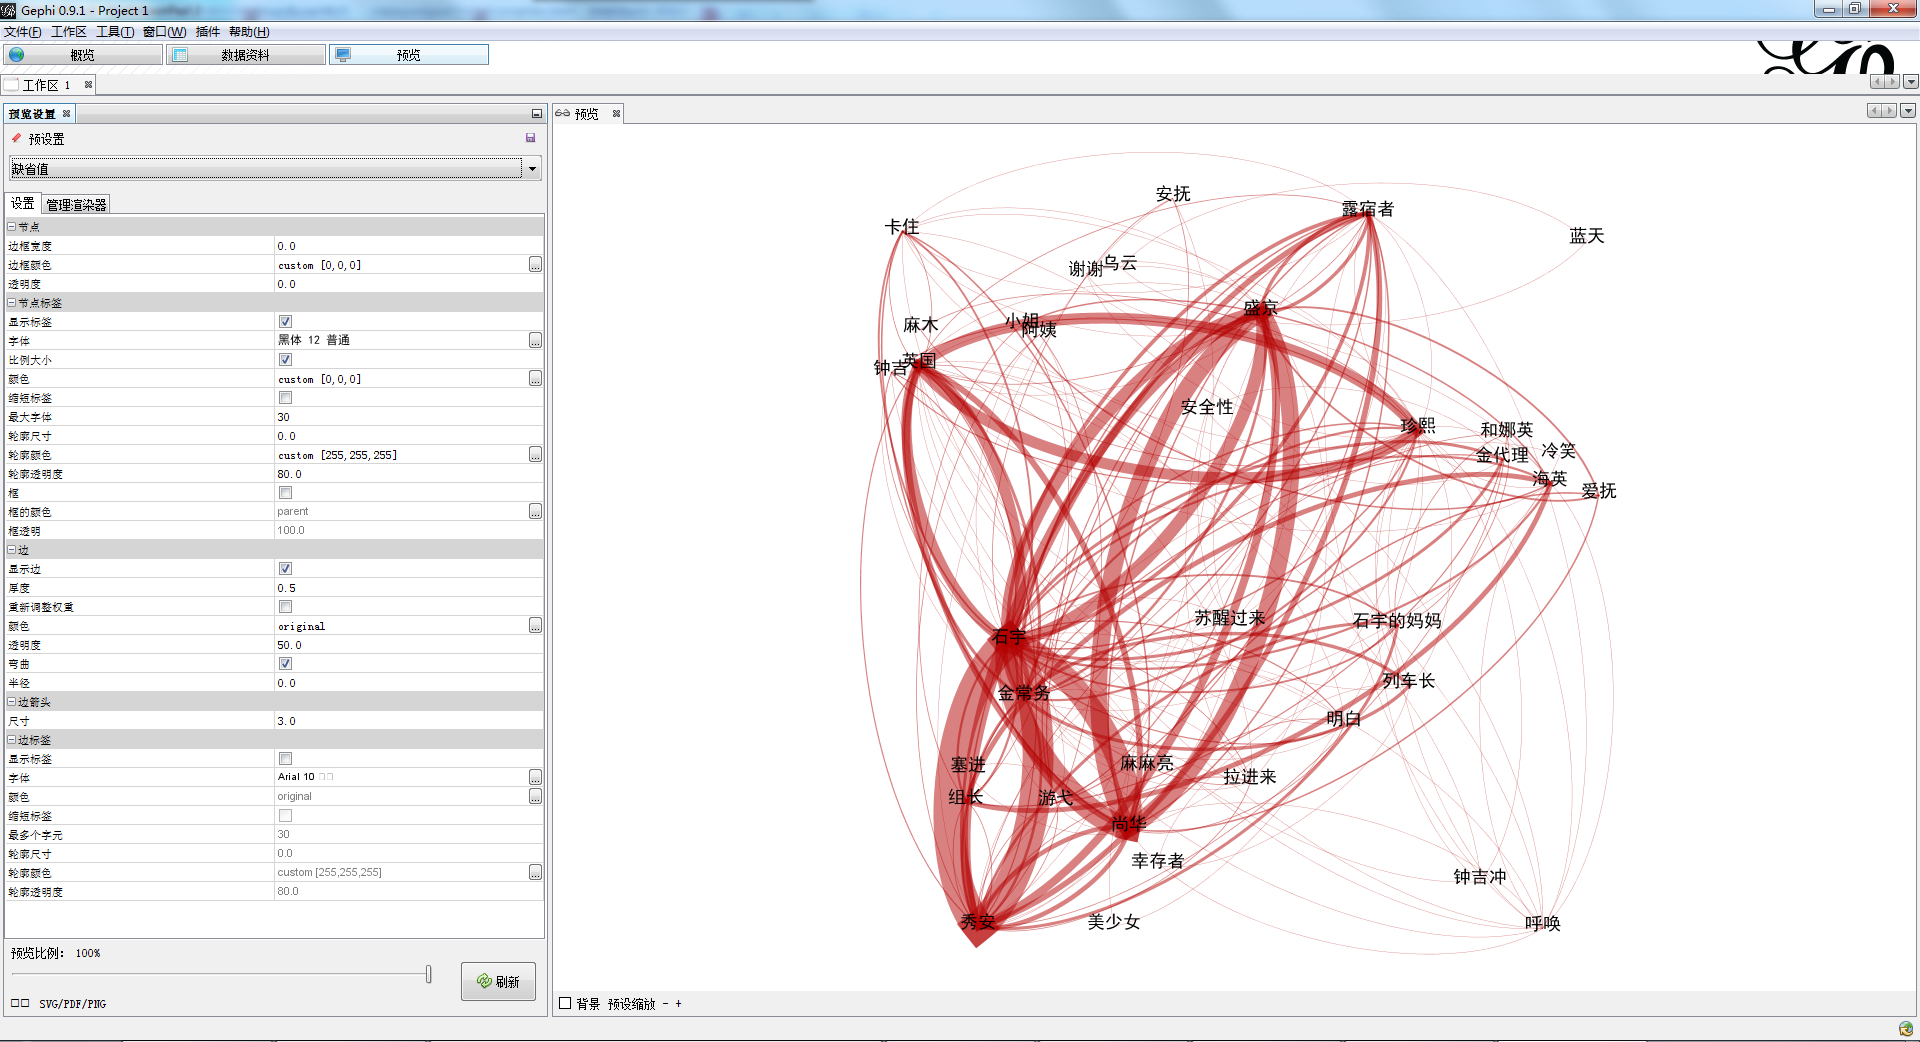 Gephi 0.9.1 - Project 1
文件(F) 工作区 工具(T) 窗口(W) 插件 帮助(H)
概览 数据资料 预览
工作区 1
预览设置
预设置
缺省值
设置 管理渲染器
节点
边框宽度 0.0
边框颜色 custom [0,0,0]
透明度 0.0
节点标签
显示标签
字体 黑体 12 普通
比例大小
颜色 custom [0,0,0]
缩短标签
最大字体 30
轮廓尺寸 0.0
轮廓颜色 custom [255,255,255]
轮廓透明度 80.0
框
框的颜色 parent
框透明 100.0
边
显示边
厚度 0.5
重新调整权重
颜色 original
透明度 50.0
弯曲
半径 0.0
边箭头
尺寸 3.0
边标签
显示标签
字体 Arial 10 □□
颜色 original
缩短标签
最多个字元 30
轮廓尺寸 0.0
轮廓颜色 custom [255,255,255]
轮廓透明度 80.0
预览比例: 100%
刷新
□□ SVG/PDF/PNG
预览
安抚
露宿者
卡住
蓝天
乌云
谢谢
盛京
小姐
麻木
阿姨
英国
钟吉
安全性
珍熙
和娜英
冷笑
金代理
海英
爱抚
苏醒过来
石宇的妈妈
石宇
列车长
金常务
明白
麻麻亮
塞进
拉进来
组长
游弋
尚华
幸存者
钟吉冲
秀安
美少女
呼唤
背景 预设缩放 - +